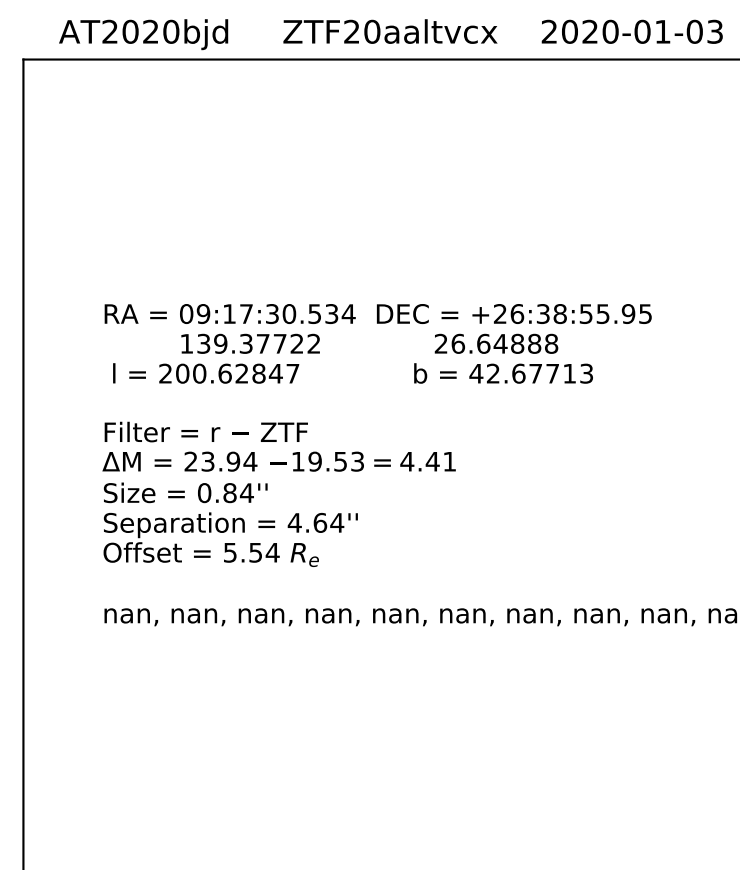 AT2020bjd ZTF20aaltvcx 2020-01-03
RA = 09:17:30.534 DEC = +26:38:55.95
139.37722 26.64888
l = 200.62847 b = 42.67713
Filter = r − ZTF
ΔM = 23.94 −19.53 = 4.41
Size = 0.84''
Separation = 4.64''
Offset = 5.54 Rₑ
nan, nan, nan, nan, nan, nan, nan, nan, nan, na